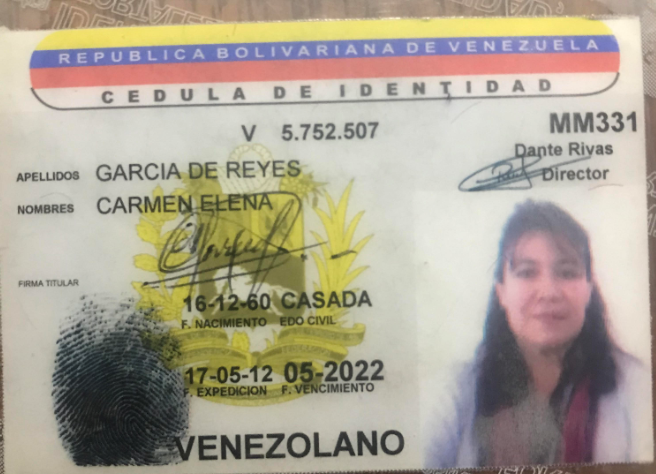 REPUBLICA BOLIVARIANA DE VENEZUELA
CEDULA DE IDENTIDAD
V 5.752.507
MM331
Dante Rivas
Director
APELLIDOS GARCIA DE REYES
NOMBRES CARMEN ELENA
FIRMA TITULAR
16-12-60 CASADA
F. NACIMIENTO EDO CIVIL
17-05-12 05-2022
F. EXPEDICION F. VENCIMIENTO
VENEZOLANO